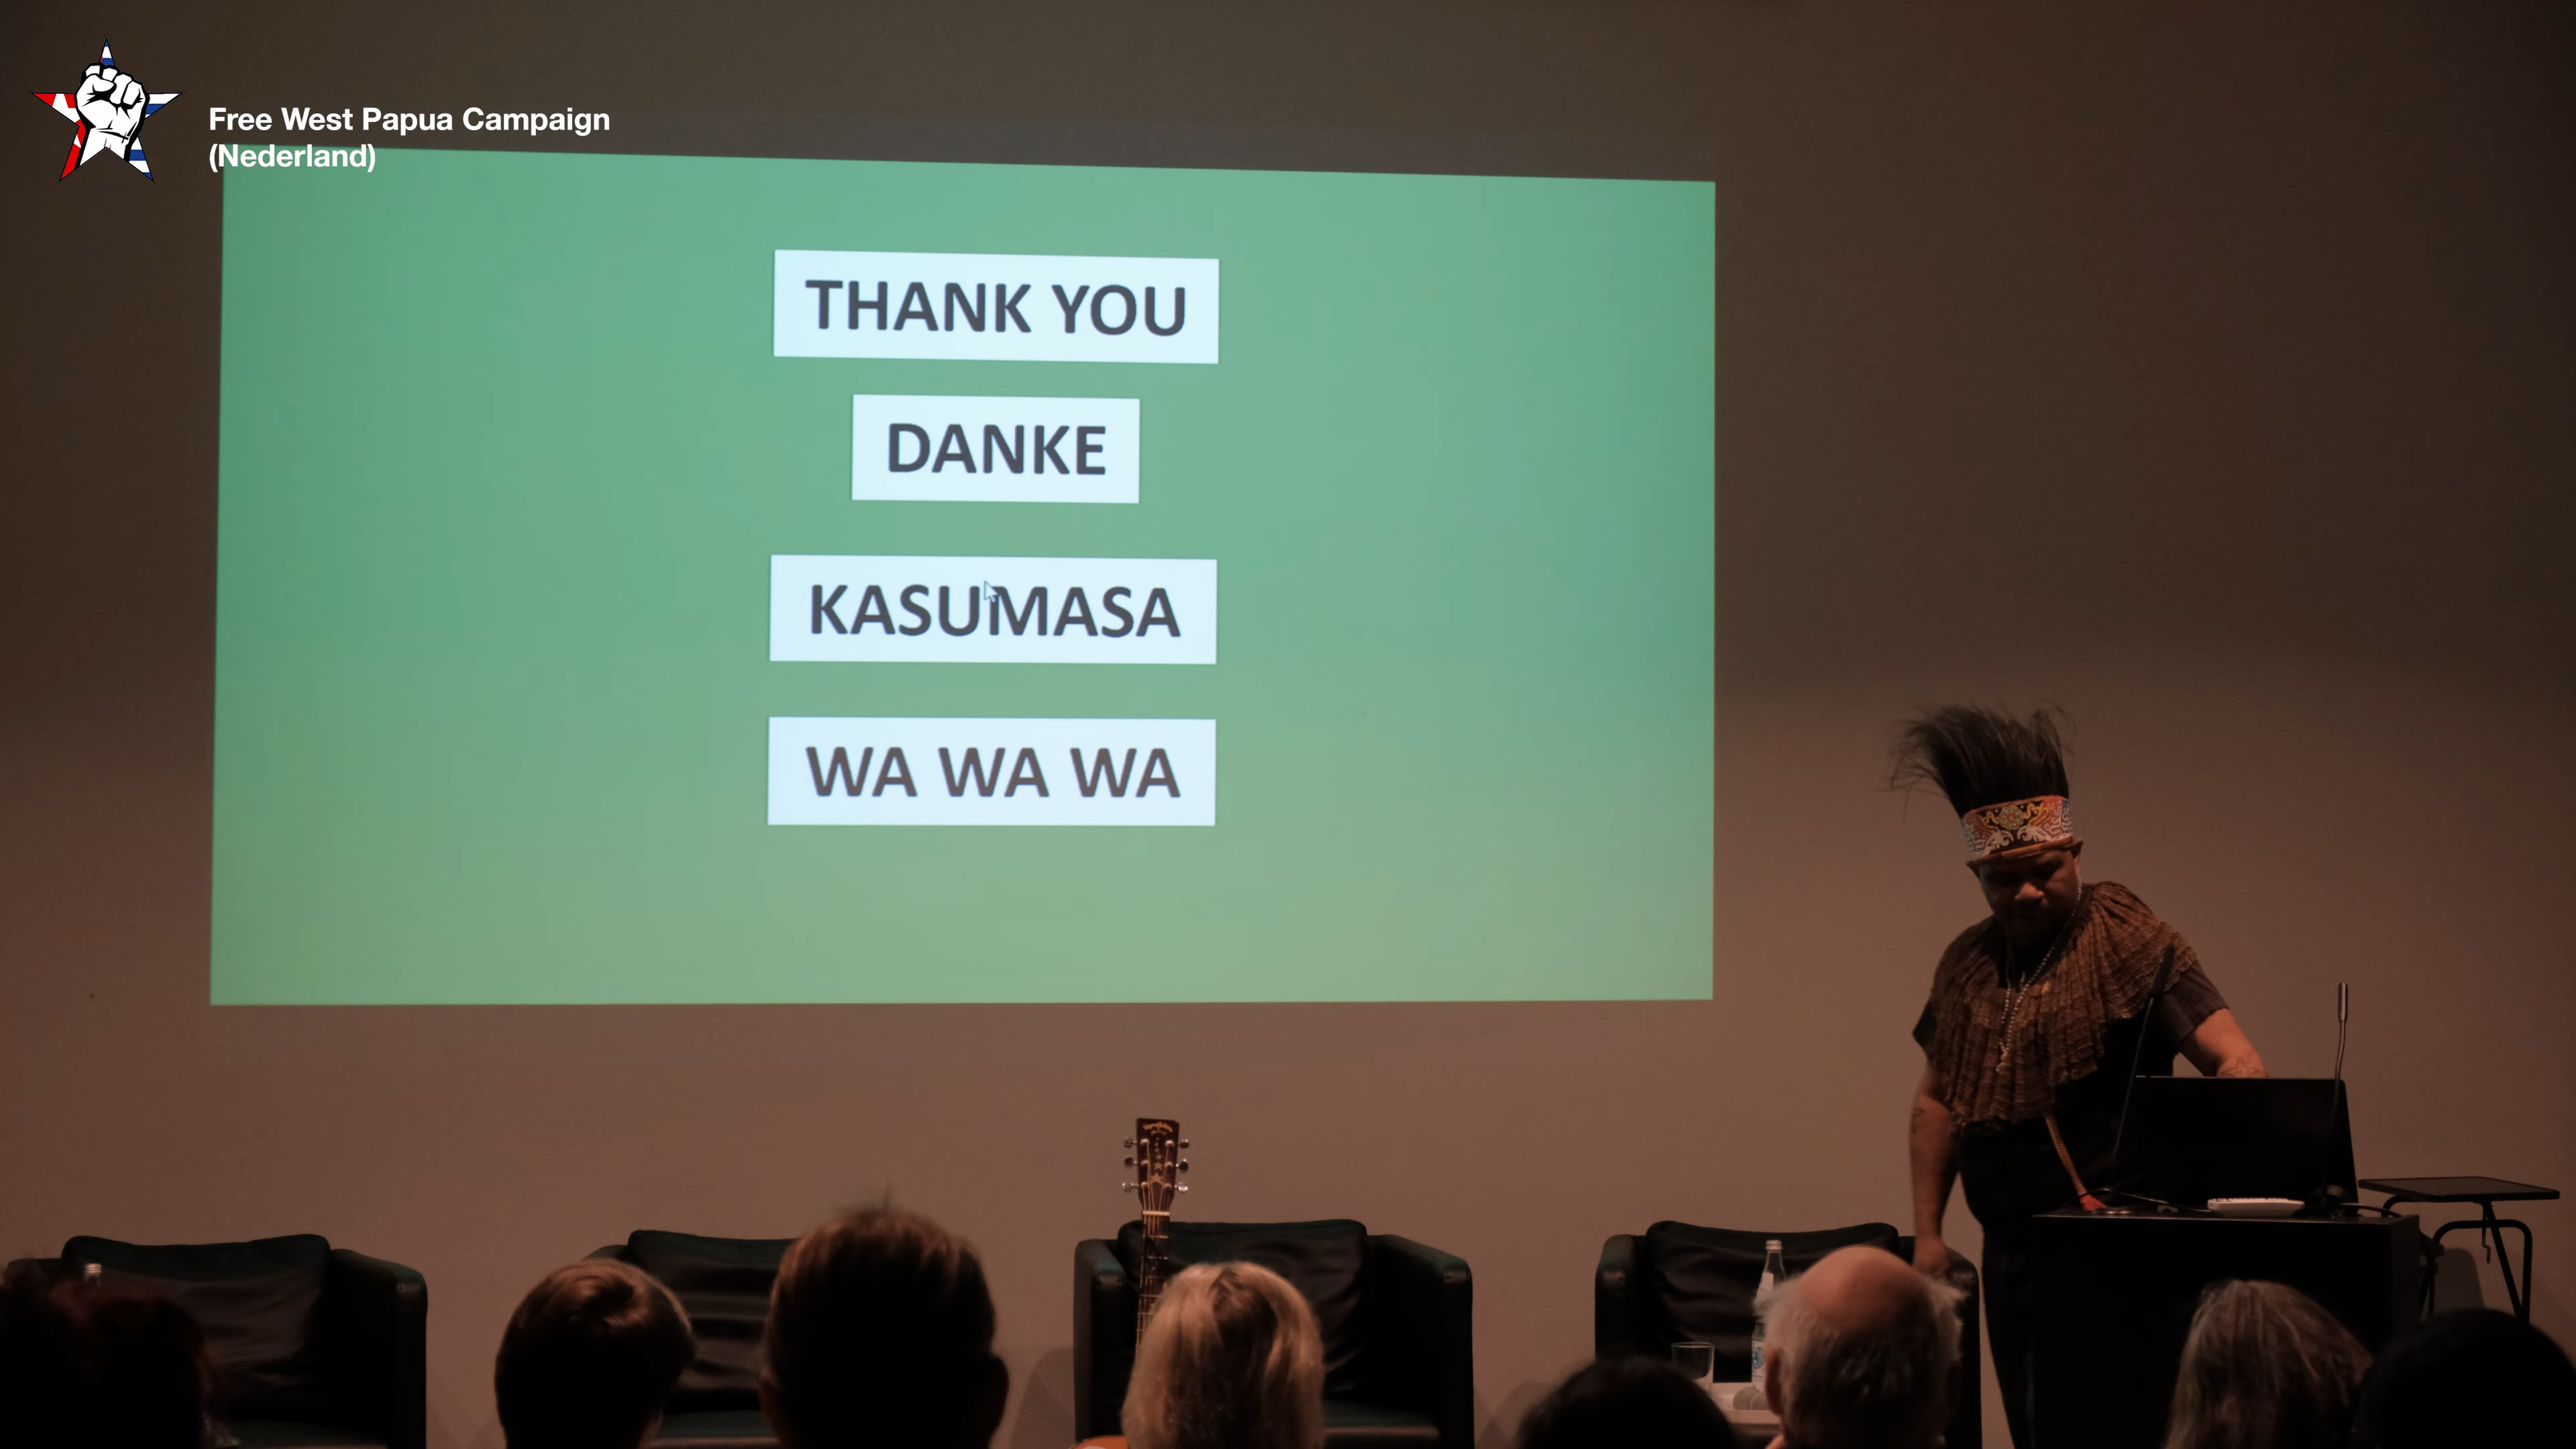 Free West Papua Campaign
(Nederland)
THANK YOU
DANKE
KASUMASA
WA WA WA